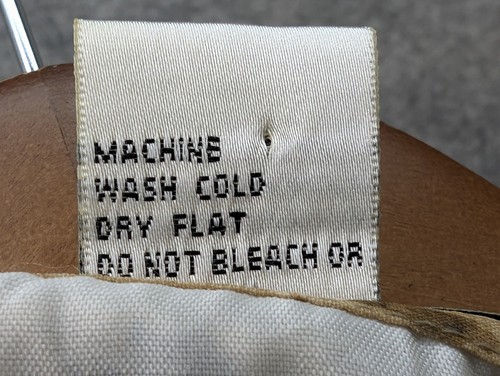 MACHINE
WASH COLD
DRY FLAT
DO NOT BLEACH OR